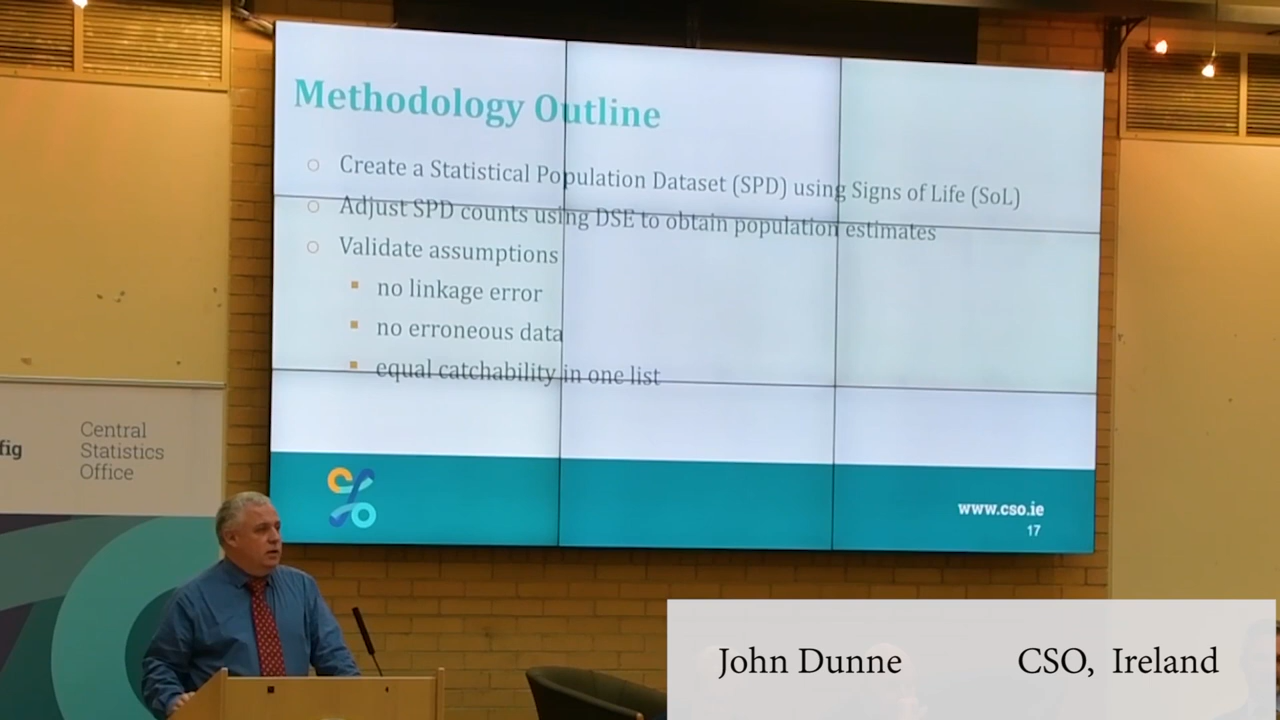 Methodology Outline
Create a Statistical Population Dataset (SPD) using Signs of Life (SoL)
Adjust SPD counts using DSE to obtain population estimates
Validate assumptions
no linkage error
no erroneous data
equal catchability in one list
fig
Central
Statistics
Office
www.cso.ie
17
John Dunne CSO, Ireland